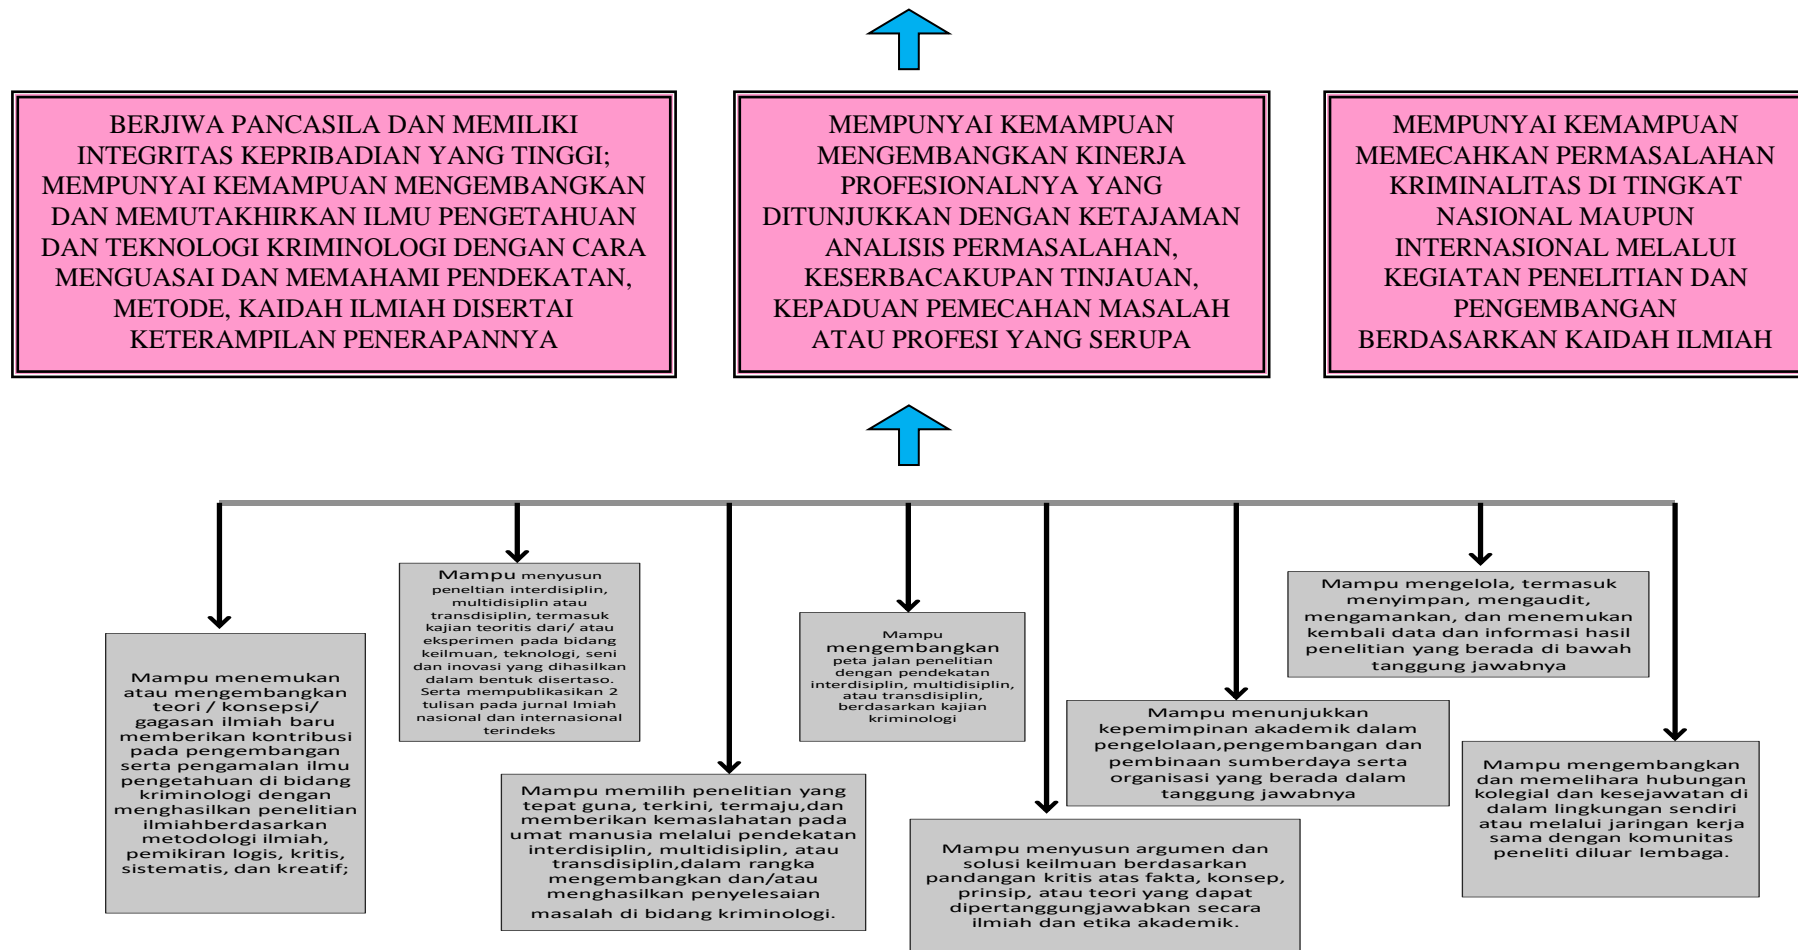 BERJIWA PANCASILA DAN MEMILIKI
INTEGRITAS KEPRIBADIAN YANG TINGGI;
MEMPUNYAI KEMAMPUAN MENGEMBANGKAN
DAN MEMUTAKHIRKAN ILMU PENGETAHUAN
DAN TEKNOLOGI KRIMINOLOGI DENGAN CARA
MENGUASAI DAN MEMAHAMI PENDEKATAN,
METODE, KAIDAH ILMIAH DISERTAI
KETERAMPILAN PENERAPANNYA
MEMPUNYAI KEMAMPUAN
MENGEMBANGKAN KINERJA
PROFESIONALNYA YANG
DITUNJUKKAN DENGAN KETAJAMAN
ANALISIS PERMASALAHAN,
KESERBACAKUPAN TINJAUAN,
KEPADUAN PEMECAHAN MASALAH
ATAU PROFESI YANG SERUPA
MEMPUNYAI KEMAMPUAN
MEMECAHKAN PERMASALAHAN
KRIMINALITAS DI TINGKAT
NASIONAL MAUPUN
INTERNASIONAL MELALUI
KEGIATAN PENELITIAN DAN
PENGEMBANGAN
BERDASARKAN KAIDAH ILMIAH
Mampu menemukan
atau mengembangkan
teori / konsepsi/
gagasan ilmiah baru
memberikan kontribusi
pada pengembangan
serta pengamalan ilmu
pengetahuan di bidang
kriminologi dengan
menghasilkan penelitian
ilmiahberdasarkan
metodologi ilmiah,
pemikiran logis, kritis,
sistematis, dan kreatif;
Mampu menyusun
peneltian interdisiplin,
multidisiplin atau
transdisiplin, termasuk
kajian teoritis dari/ atau
eksperimen pada bidang
keilmuan, teknologi, seni
dan inovasi yang dihasilkan
dalam bentuk disertaso.
Serta mempublikasikan 2
tulisan pada jurnal lmiah
nasional dan internasional
terindeks
Mampu memilih penelitian yang
tepat guna, terkini, termaju,dan
memberikan kemaslahatan pada
umat manusia melalui pendekatan
interdisiplin, multidisiplin, atau
transdisiplin,dalam rangka
mengembangkan dan/atau
menghasilkan penyelesaian
masalah di bidang kriminologi.
Mampu
mengembangkan
peta jalan penelitian
dengan pendekatan
interdisiplin, multidisiplin,
atau transdisiplin,
berdasarkan kajian
kriminologi
Mampu menyusun argumen dan
solusi keilmuan berdasarkan
pandangan kritis atas fakta, konsep,
prinsip, atau teori yang dapat
dipertanggungjawabkan secara
ilmiah dan etika akademik.
Mampu menunjukkan
kepemimpinan akademik dalam
pengelolaan,pengembangan dan
pembinaan sumberdaya serta
organisasi yang berada dalam
tanggung jawabnya
Mampu mengelola, termasuk
menyimpan, mengaudit,
mengamankan, dan menemukan
kembali data dan informasi hasil
penelitian yang berada di bawah
tanggung jawabnya
Mampu mengembangkan
dan memelihara hubungan
kolegial dan kesejawatan di
dalam lingkungan sendiri
atau melalui jaringan kerja
sama dengan komunitas
peneliti diluar lembaga.